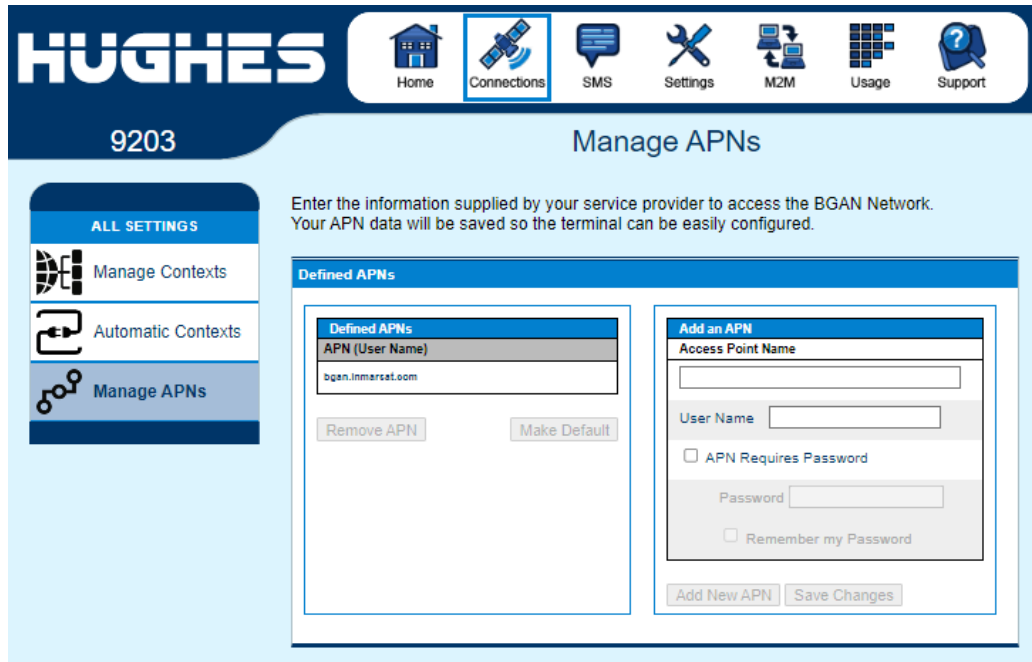 HUGHES
Home
Connections
SMS
Settings
M2M
Usage
Support
9203
Manage APNs
ALL SETTINGS
Manage Contexts
Automatic Contexts
Manage APNs
Enter the information supplied by your service provider to access the BGAN Network.
Your APN data will be saved so the terminal can be easily configured.
Defined APNs
Defined APNs
APN (User Name)
bgan.inmarsat.com
Remove APN
Make Default
Add an APN
Access Point Name
User Name
APN Requires Password
Password
Remember my Password
Add New APN
Save Changes